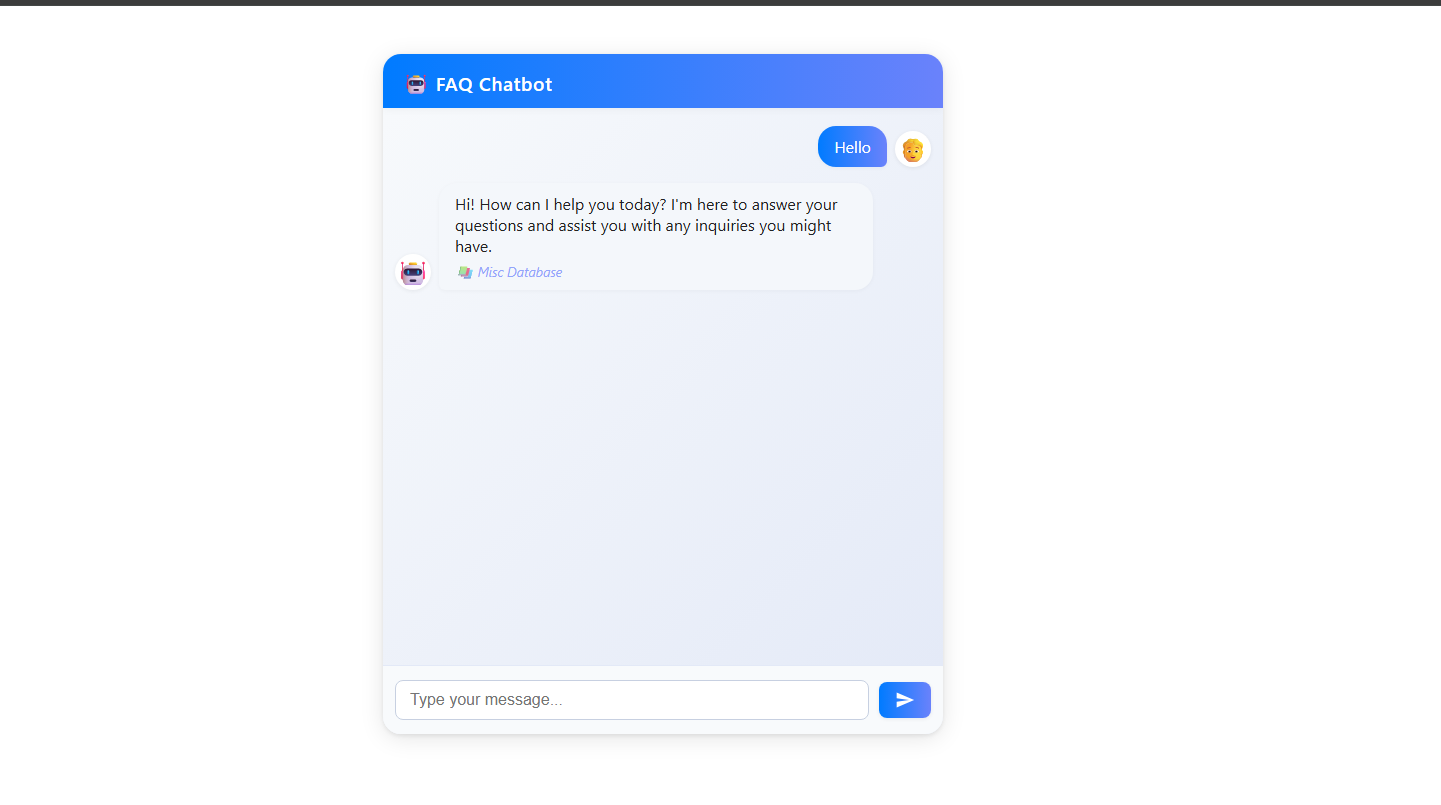 FAQ Chatbot
Hello
Hi! How can I help you today? I'm here to answer your
questions and assist you with any inquiries you might
have.
Misc Database
Type your message...